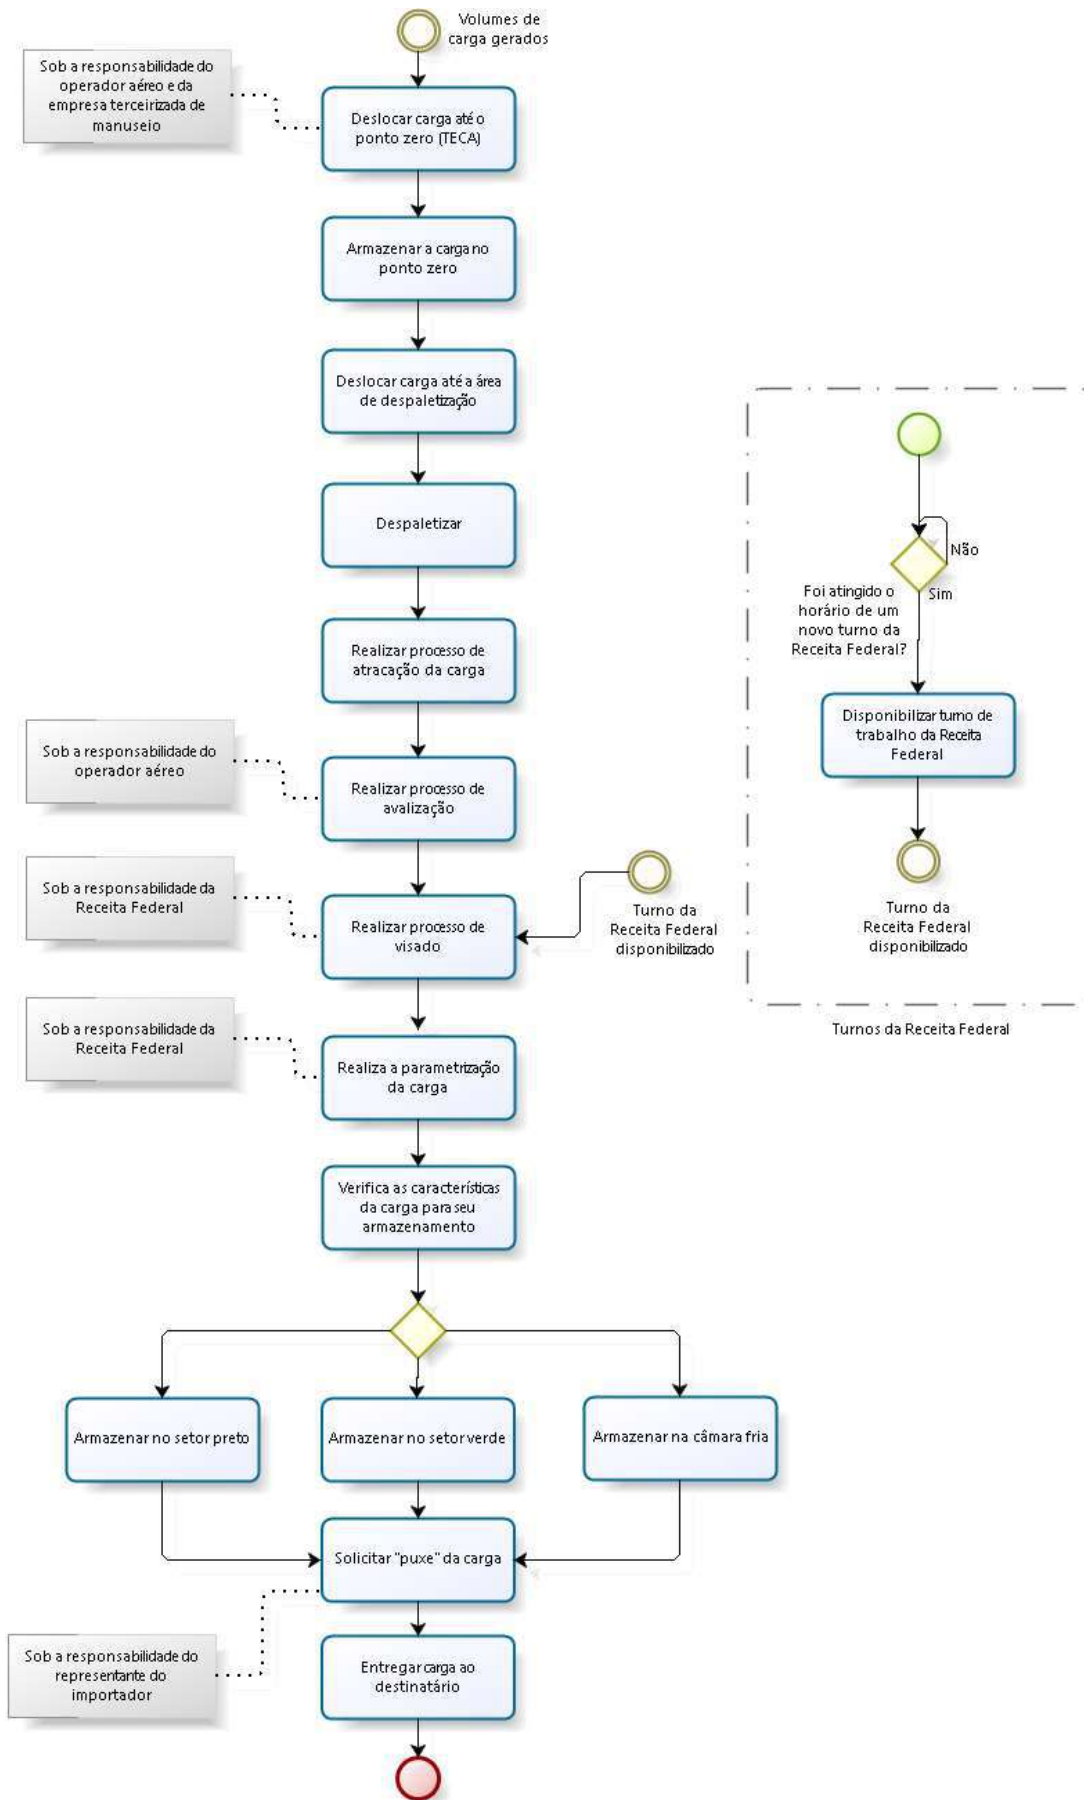 Volumes de
carga gerados
Sob a responsabilidade do
operador aéreo e da
empresa terceirizada de
manuseio
Deslocar carga até o
ponto zero (TECA)
Armazenar a carga no
ponto zero
Deslocar carga até a área
de despaletização
Despaletizar
Realizar processo de
atracação da carga
Sob a responsabilidade do
operador aéreo
Realizar processo de
avalização
Sob a responsabilidade da
Receita Federal
Realizar processo de
visado
Turno da
Receita Federal
disponibilizado
Sob a responsabilidade da
Receita Federal
Realiza a parametrização
da carga
Verifica as características
da carga para seu
armazenamento
Armazenar no setor preto
Armazenar no setor verde
Armazenar na câmara fria
Solicitar "puxe" da carga
Sob a responsabilidade do
representante do
importador
Entregar carga ao
destinatário
Não
Sim
Foi atingido o
horário de um
novo turno da
Receita Federal?
Disponibilizar turno de
trabalho da Receita
Federal
Turno da
Receita Federal
disponibilizado
Turnos da Receita Federal